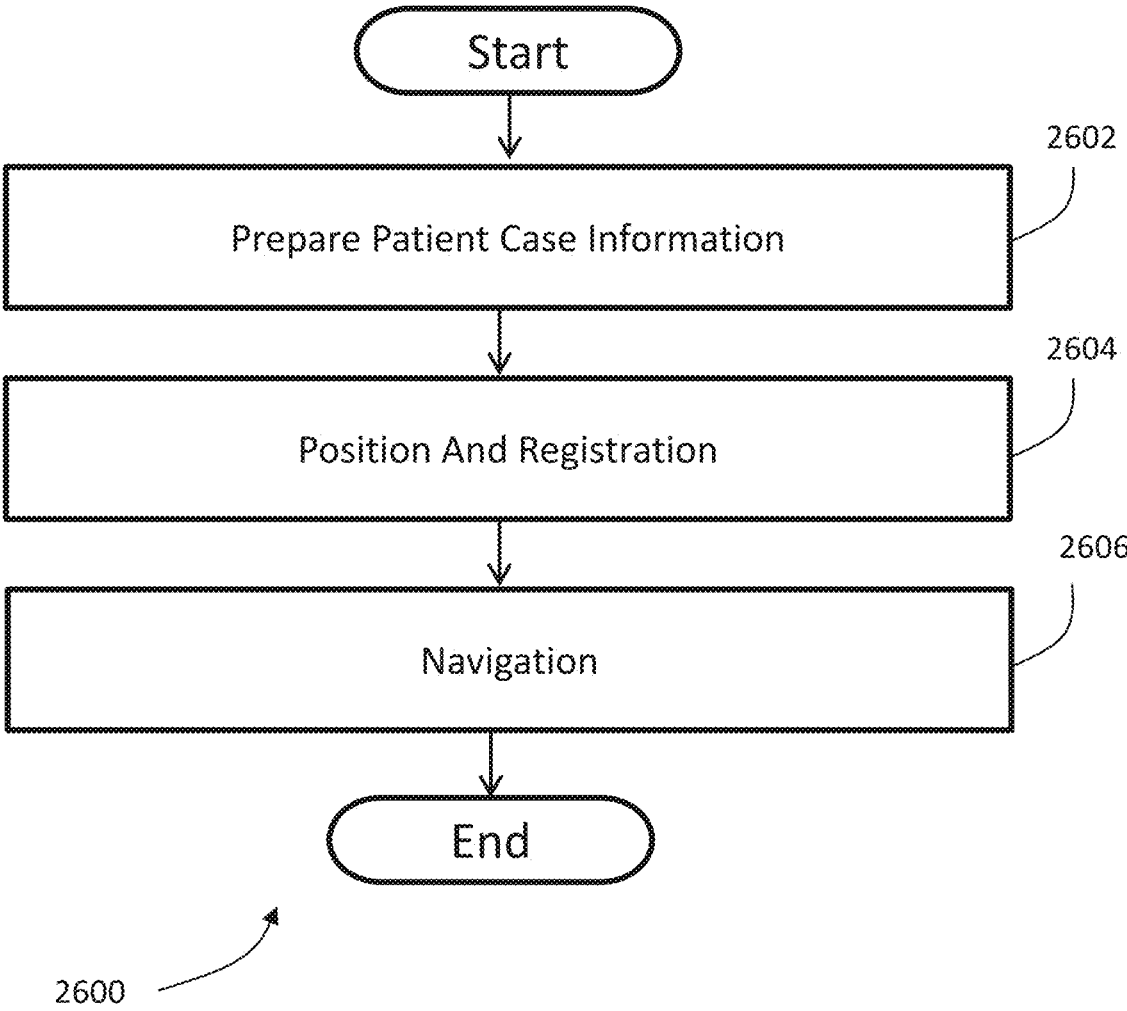 Start
2602
Prepare Patient Case Information
2604
Position And Registration
2606
Navigation
End
2600